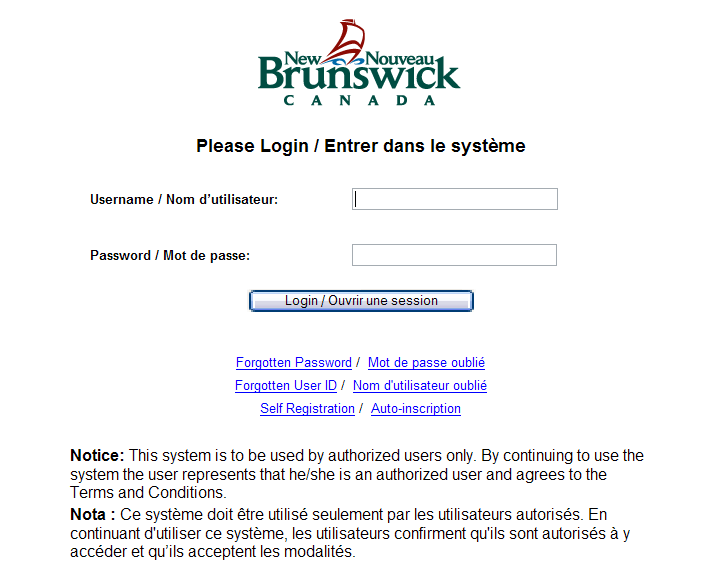 New Nouveau
Brunswick
CANADA
Please Login / Entrer dans le système
Username / Nom d'utilisateur:
Password / Mot de passe:
Login / Ouvrir une session
Forgotten Password / Mot de passe oublié
Forgotten User ID / Nom d'utilisateur oublié
Self Registration / Auto-inscription
Notice: This system is to be used by authorized users only. By continuing to use the
system the user represents that he/she is an authorized user and agrees to the
Terms and Conditions.
Nota : Ce système doit être utilisé seulement par les utilisateurs autorisés. En
continuant d'utiliser ce système, les utilisateurs confirment qu'ils sont autorisés à y
accéder et qu'ils acceptent les modalités.